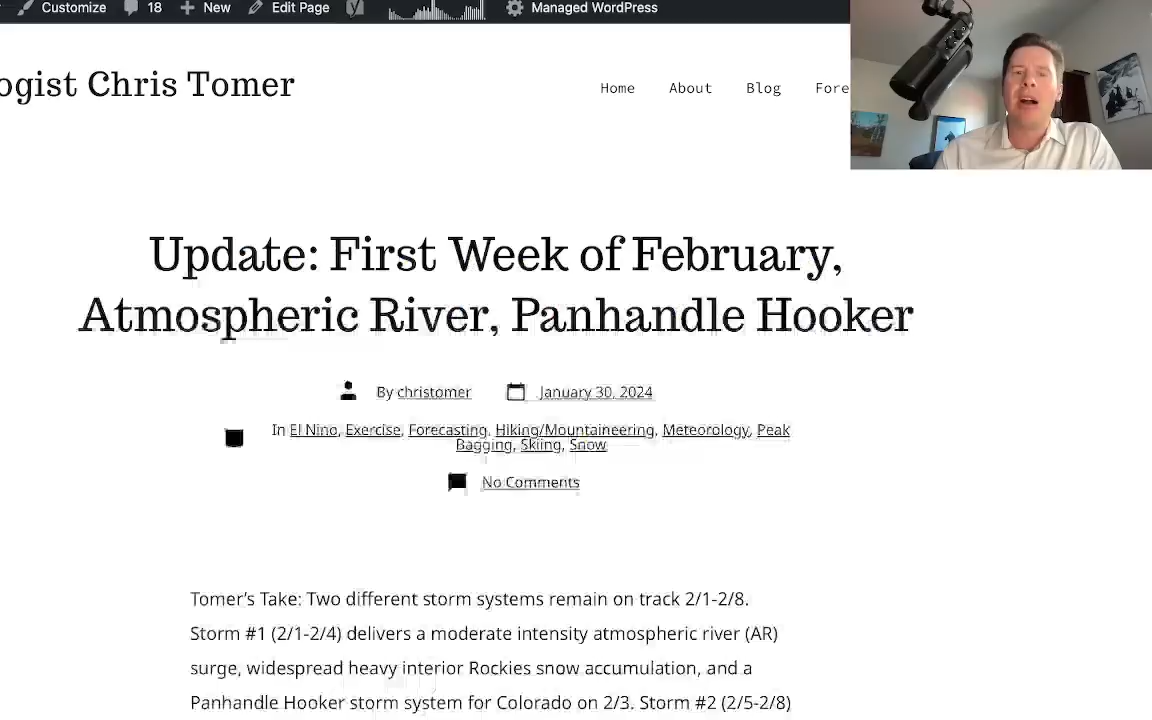 Customize 18 New Edit Page Managed WordPress
ogist Chris Tomer
Home About Blog Fore
Update: First Week of February,
Atmospheric River, Panhandle Hooker
By christomer January 30, 2024
In El Nino, Exercise, Forecasting, Hiking/Mountaineering, Meteorology, Peak
Bagging, Skiing, Snow
No Comments
Tomer’s Take: Two different storm systems remain on track 2/1-2/8.
Storm #1 (2/1-2/4) delivers a moderate intensity atmospheric river (AR)
surge, widespread heavy interior Rockies snow accumulation, and a
Panhandle Hooker storm system for Colorado on 2/3. Storm #2 (2/5-2/8)